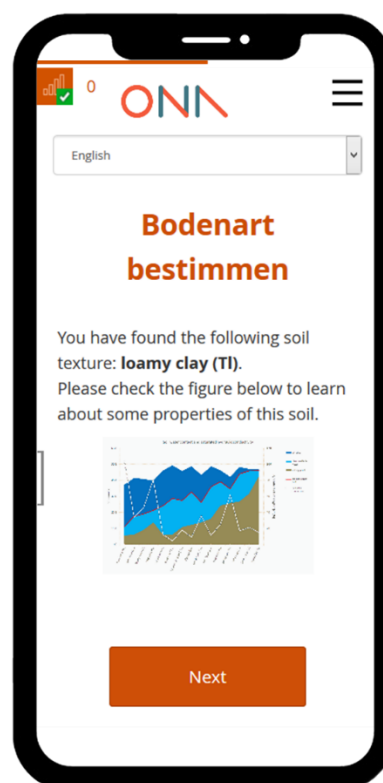 0
ONA
English
Bodenart
bestimmen
You have found the following soil
texture: loamy clay (Tl).
Please check the figure below to learn
about some properties of this soil.
Next